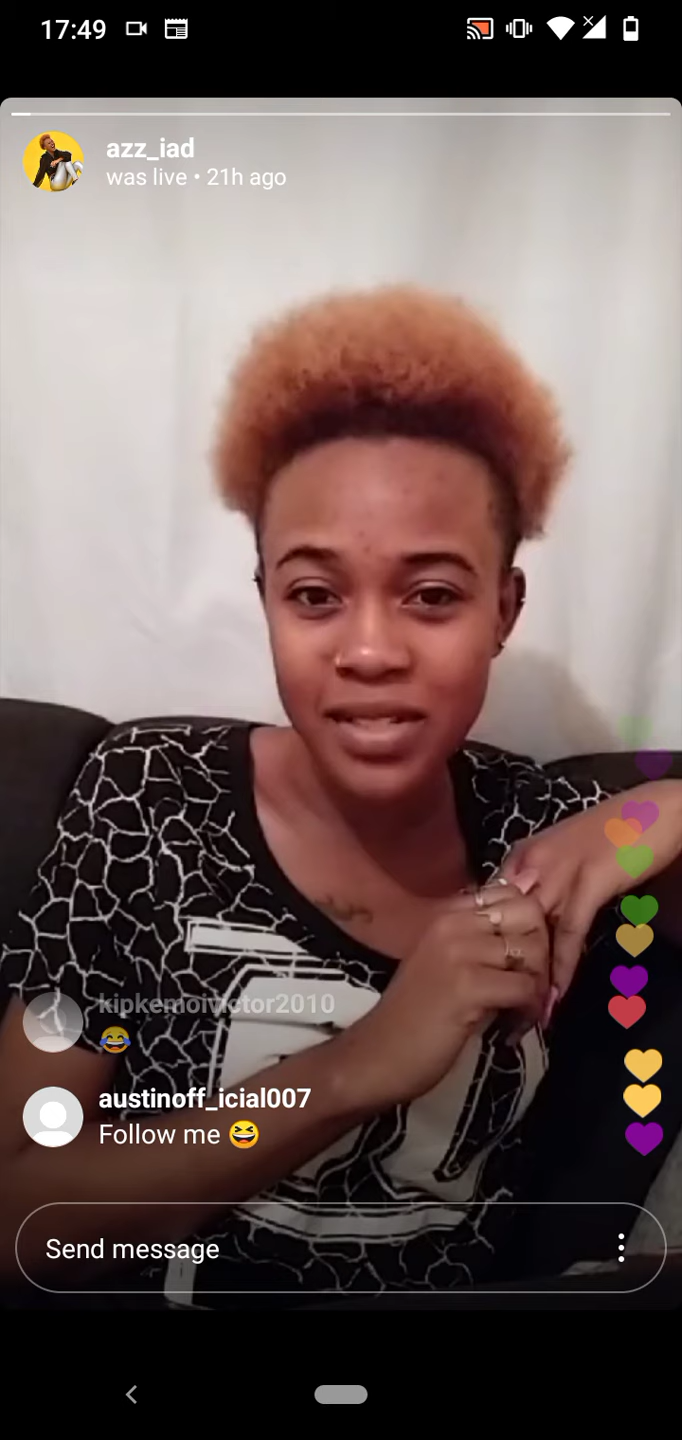 17:49
azz_iad
was live • 21h ago
kipkemoivictor2010
😂
austinoff_icial007
Follow me 😆
Send message